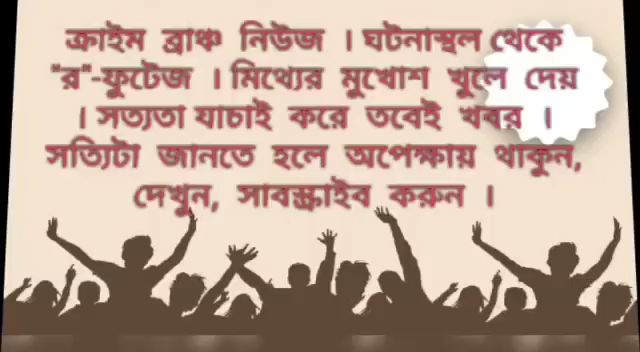 ক্রাইম ব্রাঞ্চ নিউজ । ঘটনাস্থল থেকে
"র"-ফুটেজ । মিথ্যের মুখোশ খুলে দেয়
। সত্যতা যাচাই করে তবেই খবর ।
সত্যিটা জানতে হলে অপেক্ষায় থাকুন,
দেখুন, সাবস্ক্রাইব করুন ।